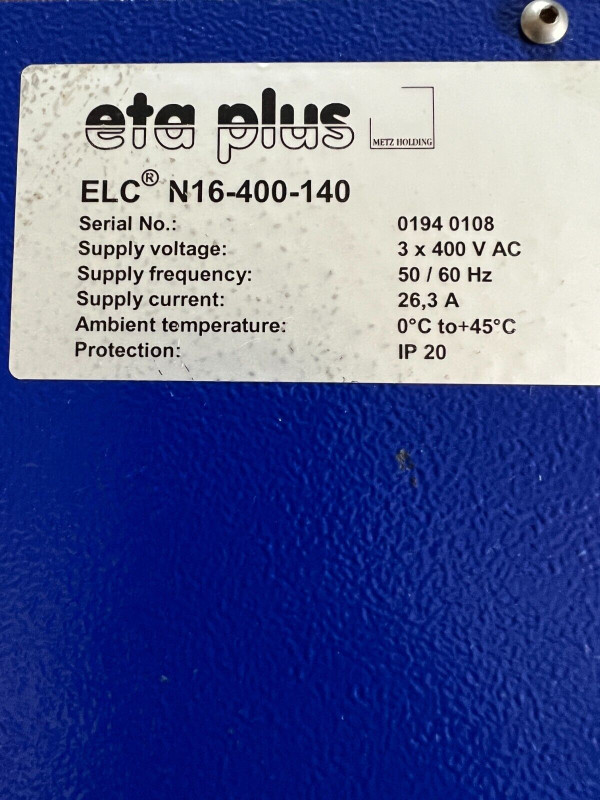 eta plus
METZ HOLDING
ELC® N16-400-140
Serial No.: 0194 0108
Supply voltage: 3 x 400 V AC
Supply frequency: 50 / 60 Hz
Supply current: 26,3 A
Ambient temperature: 0°C to+45°C
Protection: IP 20